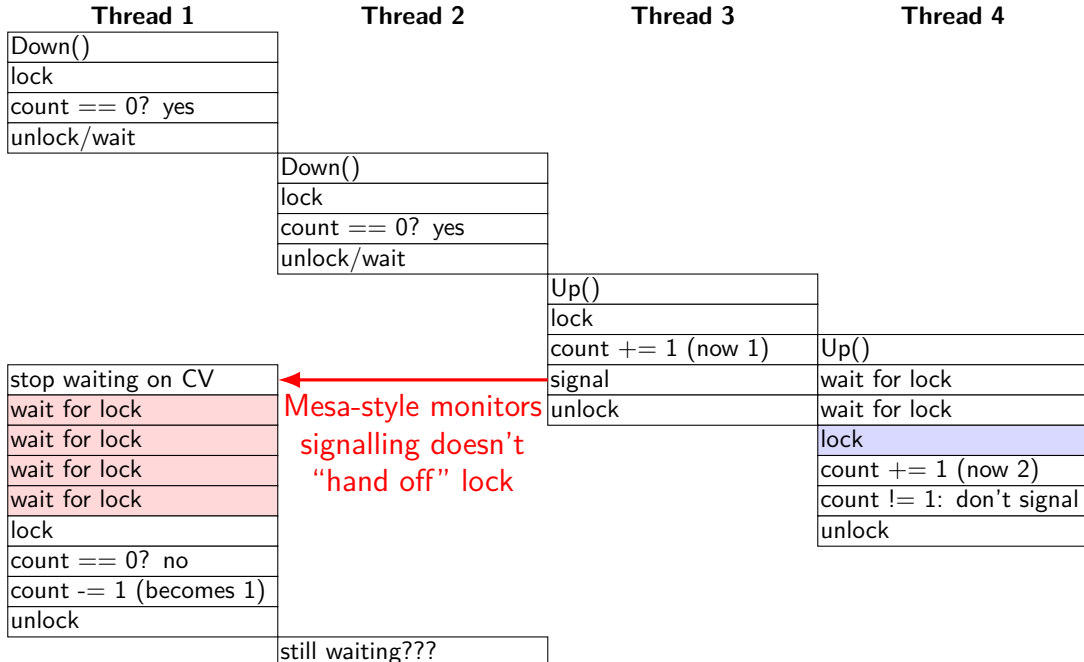 Thread 1 Thread 2 Thread 3 Thread 4
Down()
lock
count == 0? yes
unlock/wait
Down()
lock
count == 0? yes
unlock/wait
Up()
lock
count += 1 (now 1) Up()
stop waiting on CV signal wait for lock
wait for lock Mesa-style monitors unlock wait for lock
wait for lock signalling doesn't lock
wait for lock “hand off” lock count += 1 (now 2)
wait for lock count != 1: don't signal
lock unlock
count == 0? no
count -= 1 (becomes 1)
unlock
still waiting???